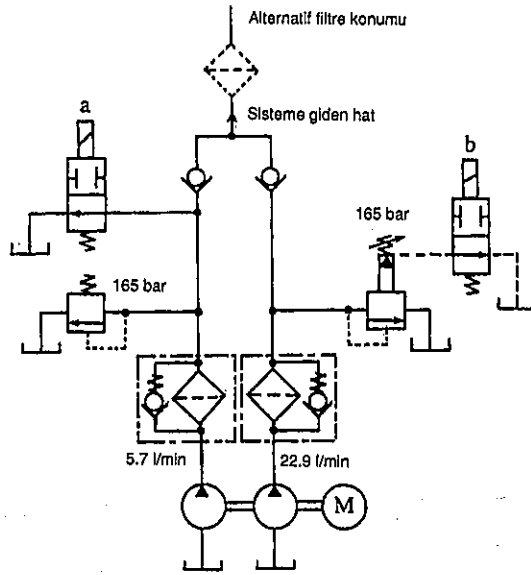 Alternatif filtre konumu
Sisteme giden hat
a
b
165 bar
165 bar
5.7 l/min
22.9 l/min
M